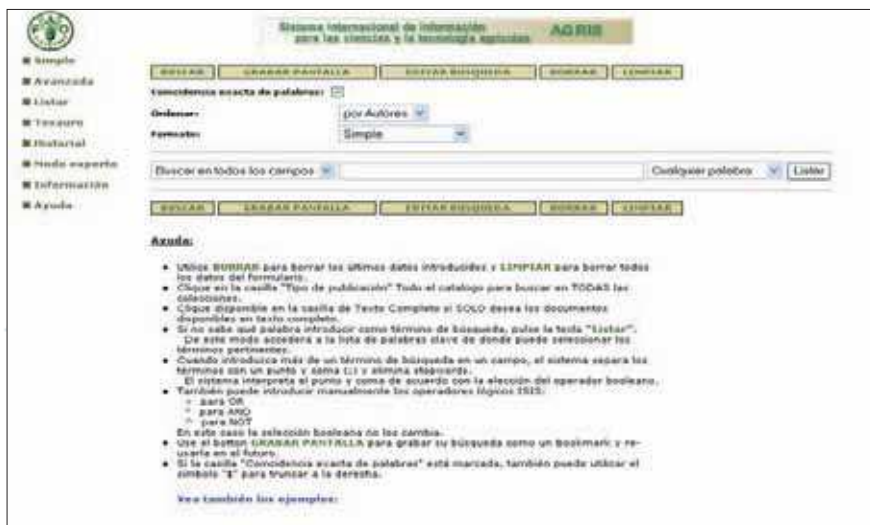 Sistema Internacional de Información
para las ciencias y la tecnología agrícolas
AGRIS
Simple
Avanzada
Listar
Tesauro
Historial
Modo experto
Información
Ayuda
BUSCAR GRABAR PANTALLA EDITAR BUSQUEDA BORRAR LIMPIAR
Coincidencia exacta de palabras:
Ordenar: por Autores
Formato: Simple
Buscar en todos los campos Cualquier palabra Listar
BUSCAR GRABAR PANTALLA EDITAR BUSQUEDA BORRAR LIMPIAR
Ayuda:
Utilice BORRAR para borrar los últimos datos introducidos y LIMPIAR para borrar todos
los datos del formulario.
Clique en la casilla "Tipo de publicación" Todo el catalogo para buscar en TODAS las
colecciones.
Clique disponible en la casilla de Texto Completo si SOLO desea los documentos
disponibles en texto completo.
Si no sabe qué palabra introducir como término de búsqueda, pulse la tecla "Listar".
De este modo accederá a la lista de palabras clave de donde puede seleccionar los
términos pertinentes.
Cuando introduzca más de un término de búsqueda en un campo, el sistema separa los
términos con un punto y coma (;) y elimina stopwords.
El sistema interpreta el punto y coma de acuerdo con la elección del operador booleano.
También puede introducir manualmente los operadores lógicos ISIS:
+ para OR
* para AND
^ para NOT
En este caso la selección booleana no los cambia.
Use el botton GRABAR PANTALLA para grabar su búsqueda como un bookmark y re-
usarla en el futuro.
Si la casilla "Coincidencia exacta de palabras" está marcada, también puede utilizar el
símbolo "$" para truncar a la derecha.
Vea también los ejemplos: